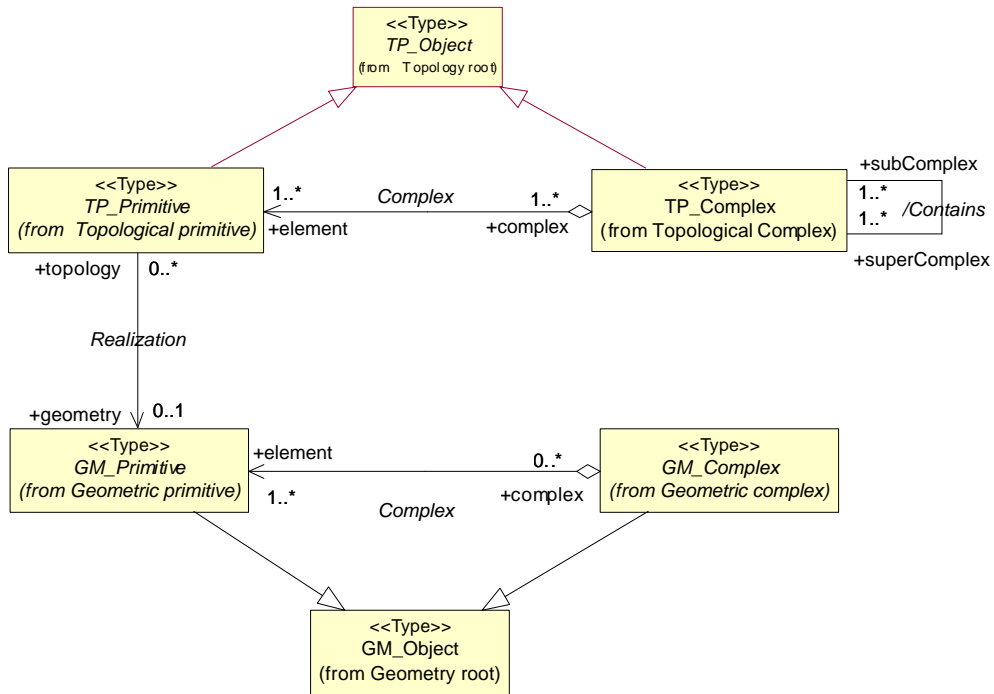 <<Type>>
TP_Object
(from Topology root)
+subComplex
<<Type>>
TP_Primitive
(from Topological primitive)
1..*
Complex
1..*
+element
+complex
<<Type>>
TP_Complex
(from Topological Complex)
1..*
/Contains
1..*
+superComplex
+topology
0..*
Realization
+geometry
0..1
<<Type>>
GM_Primitive
(from Geometric primitive)
+element
1..*
Complex
0..*
+complex
<<Type>>
GM_Complex
(from Geometric complex)
<<Type>>
GM_Object
(from Geometry root)